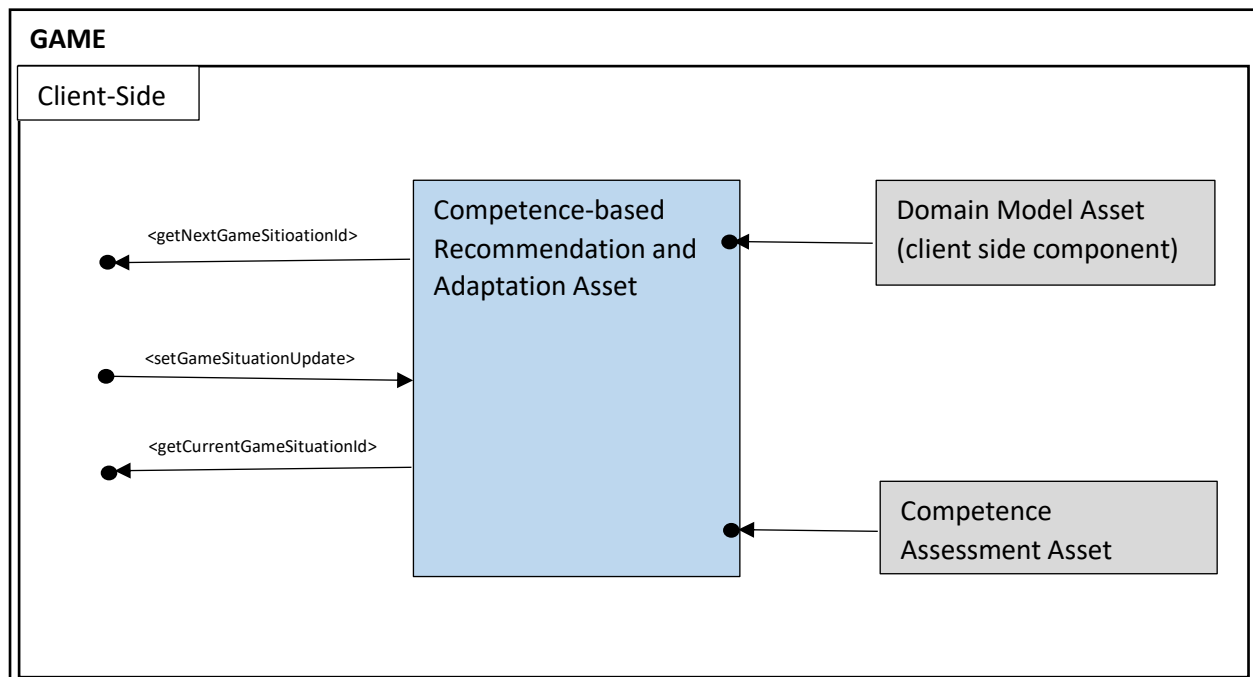 GAME
Client-Side
<getNextGameSitioationId>
<setGameSituationUpdate>
<getCurrentGameSituationId>
Competence-based
Recommendation and
Adaptation Asset
Domain Model Asset
(client side component)
Competence
Assessment Asset